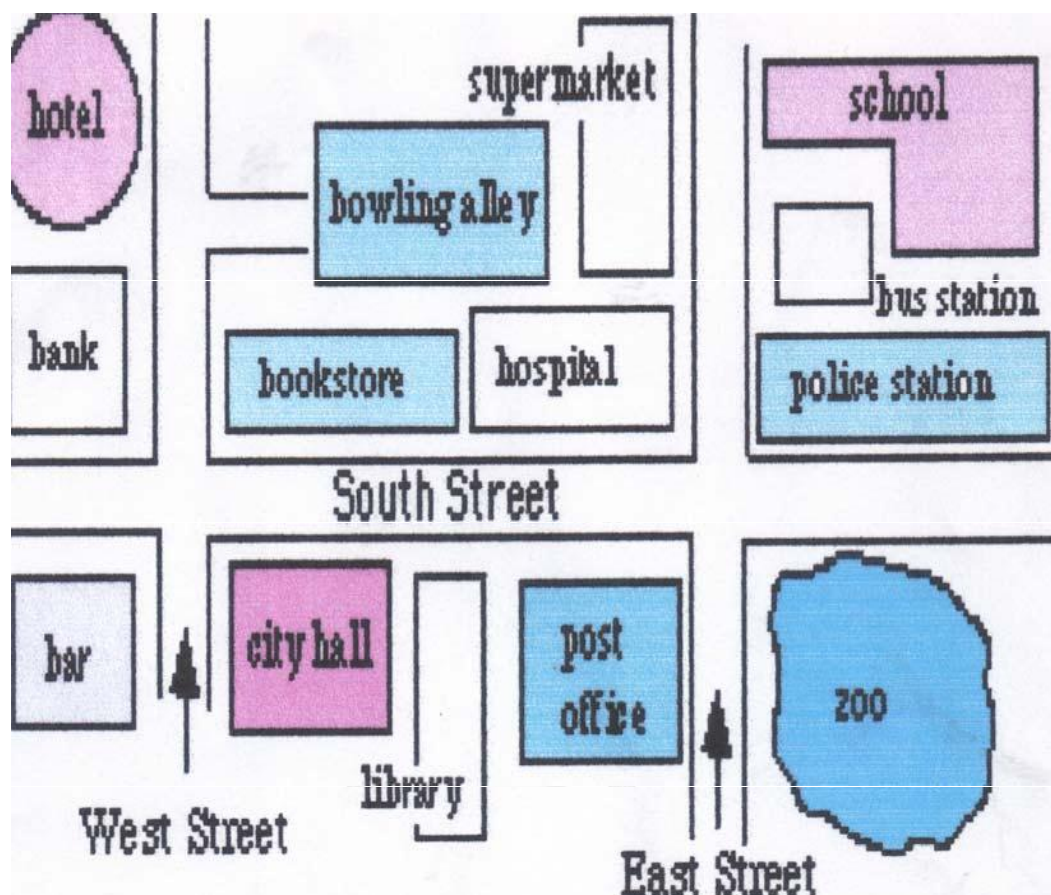 supermarket
school
hotel
bowling alley
bus station
bank
bookstore
hospital
police station
South Street
bar
city hall
post
office
zoo
library
West Street
East Street